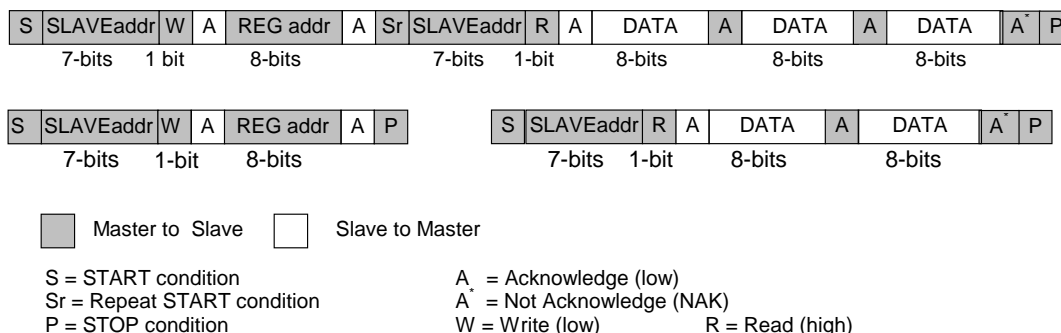 S SLAVEaddr W A REG addr A Sr SLAVEaddr R A DATA A DATA A DATA A* P
7-bits 1 bit 8-bits 7-bits 1-bit 8-bits 8-bits 8-bits
S SLAVEaddr W A REG addr A P S SLAVEaddr R A DATA A DATA A* P
7-bits 1-bit 8-bits 7-bits 1-bit 8-bits 8-bits
Master to Slave Slave to Master
S = START condition A = Acknowledge (low)
Sr = Repeat START condition A* = Not Acknowledge (NAK)
P = STOP condition W = Write (low) R = Read (high)